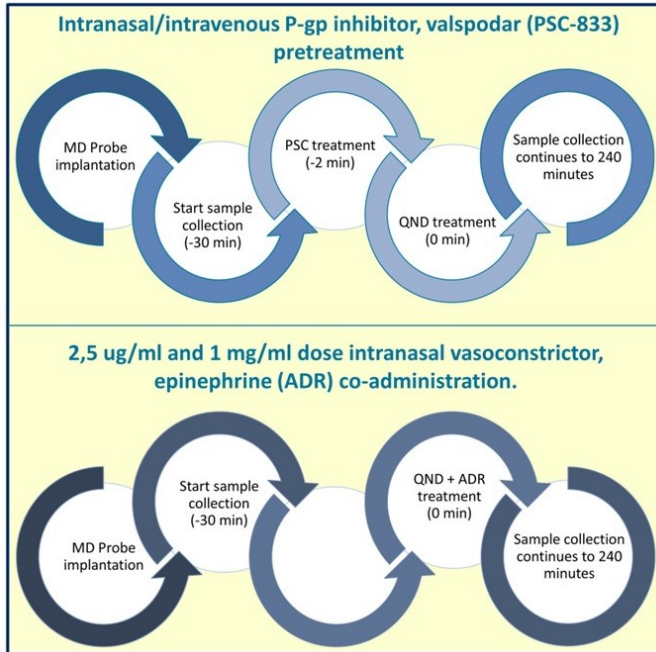 Intranasal/intravenous P-gp inhibitor, valspodar (PSC-833)
pretreatment
MD Probe
implantation
Start sample
collection
(-30 min)
PSC treatment
(-2 min)
QND treatment
(0 min)
Sample collection
continues to 240
minutes
2,5 ug/ml and 1 mg/ml dose intranasal vasoconstrictor,
epinephrine (ADR) co-administration.
MD Probe
implantation
Start sample
collection
(-30 min)
QND + ADR
treatment
(0 min)
Sample collection
continues to 240
minutes